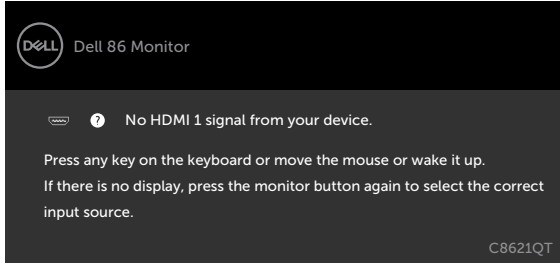 DELL
Dell 86 Monitor
? No HDMI 1 signal from your device.
Press any key on the keyboard or move the mouse or wake it up.
If there is no display, press the monitor button again to select the correct
input source.
C8621QT